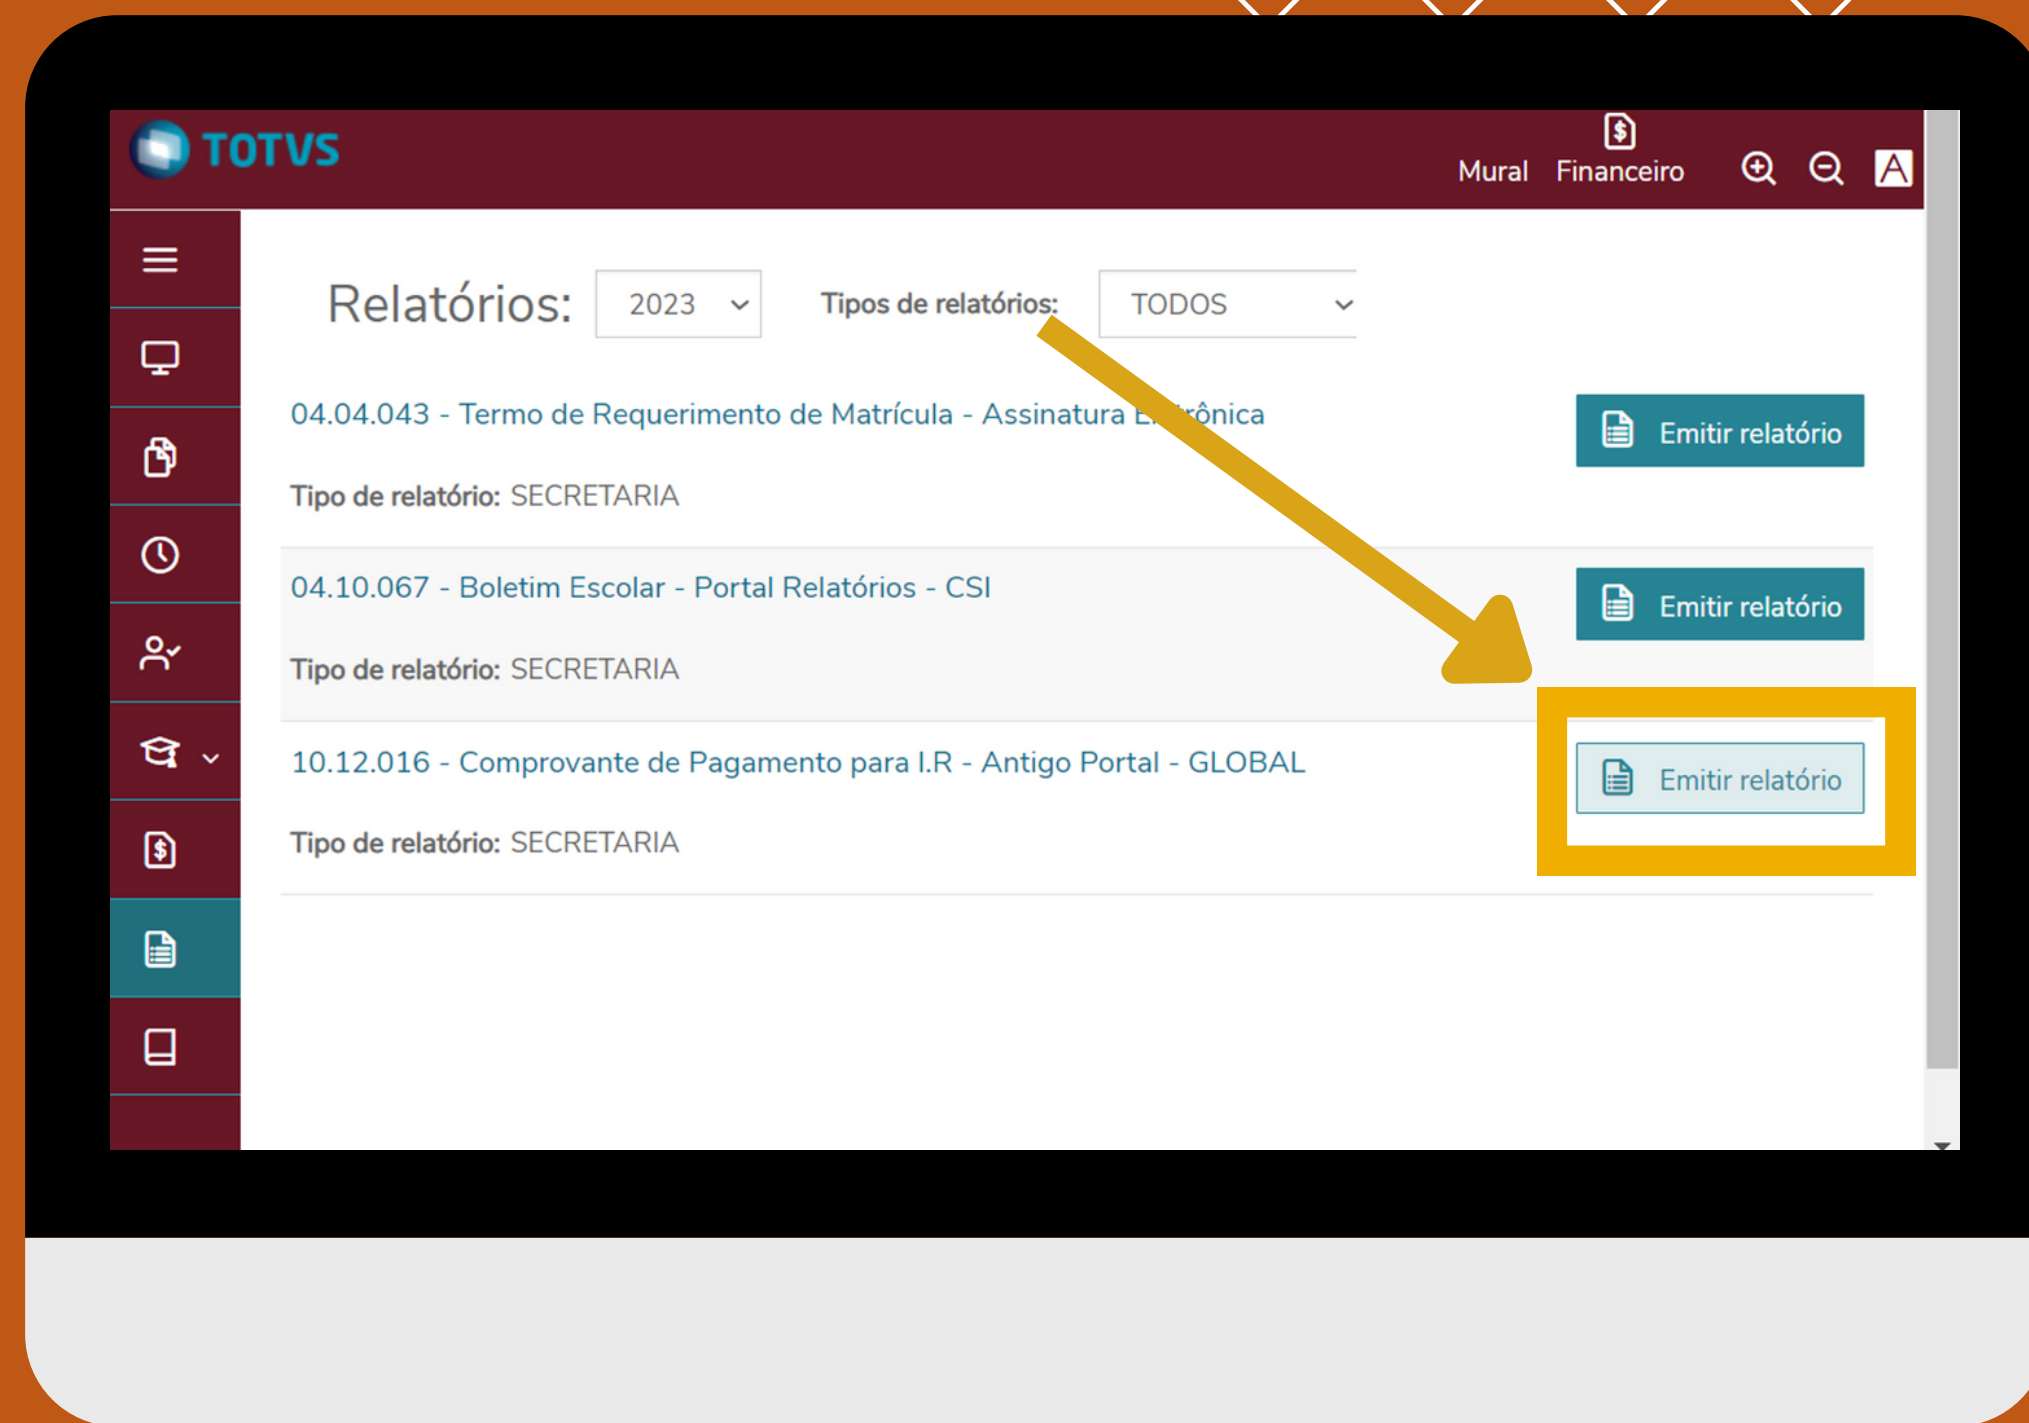 TOTVS
Mural Financeiro A
Relatórios: 2023 Tipos de relatórios: TODOS
04.04.043 - Termo de Requerimento de Matrícula - Assinatura
Emitir relatório
Tipo de relatório: SECRETARIA
04.10.067 - Boletim Escolar - Portal Relatórios - CSI
Emitir relatório
Tipo de relatório: SECRETARIA
10.12.016 - Comprovante de Pagamento para I.R - Antigo Portal - GLOBAL
Emitir relatório
Tipo de relatório: SECRETARIA